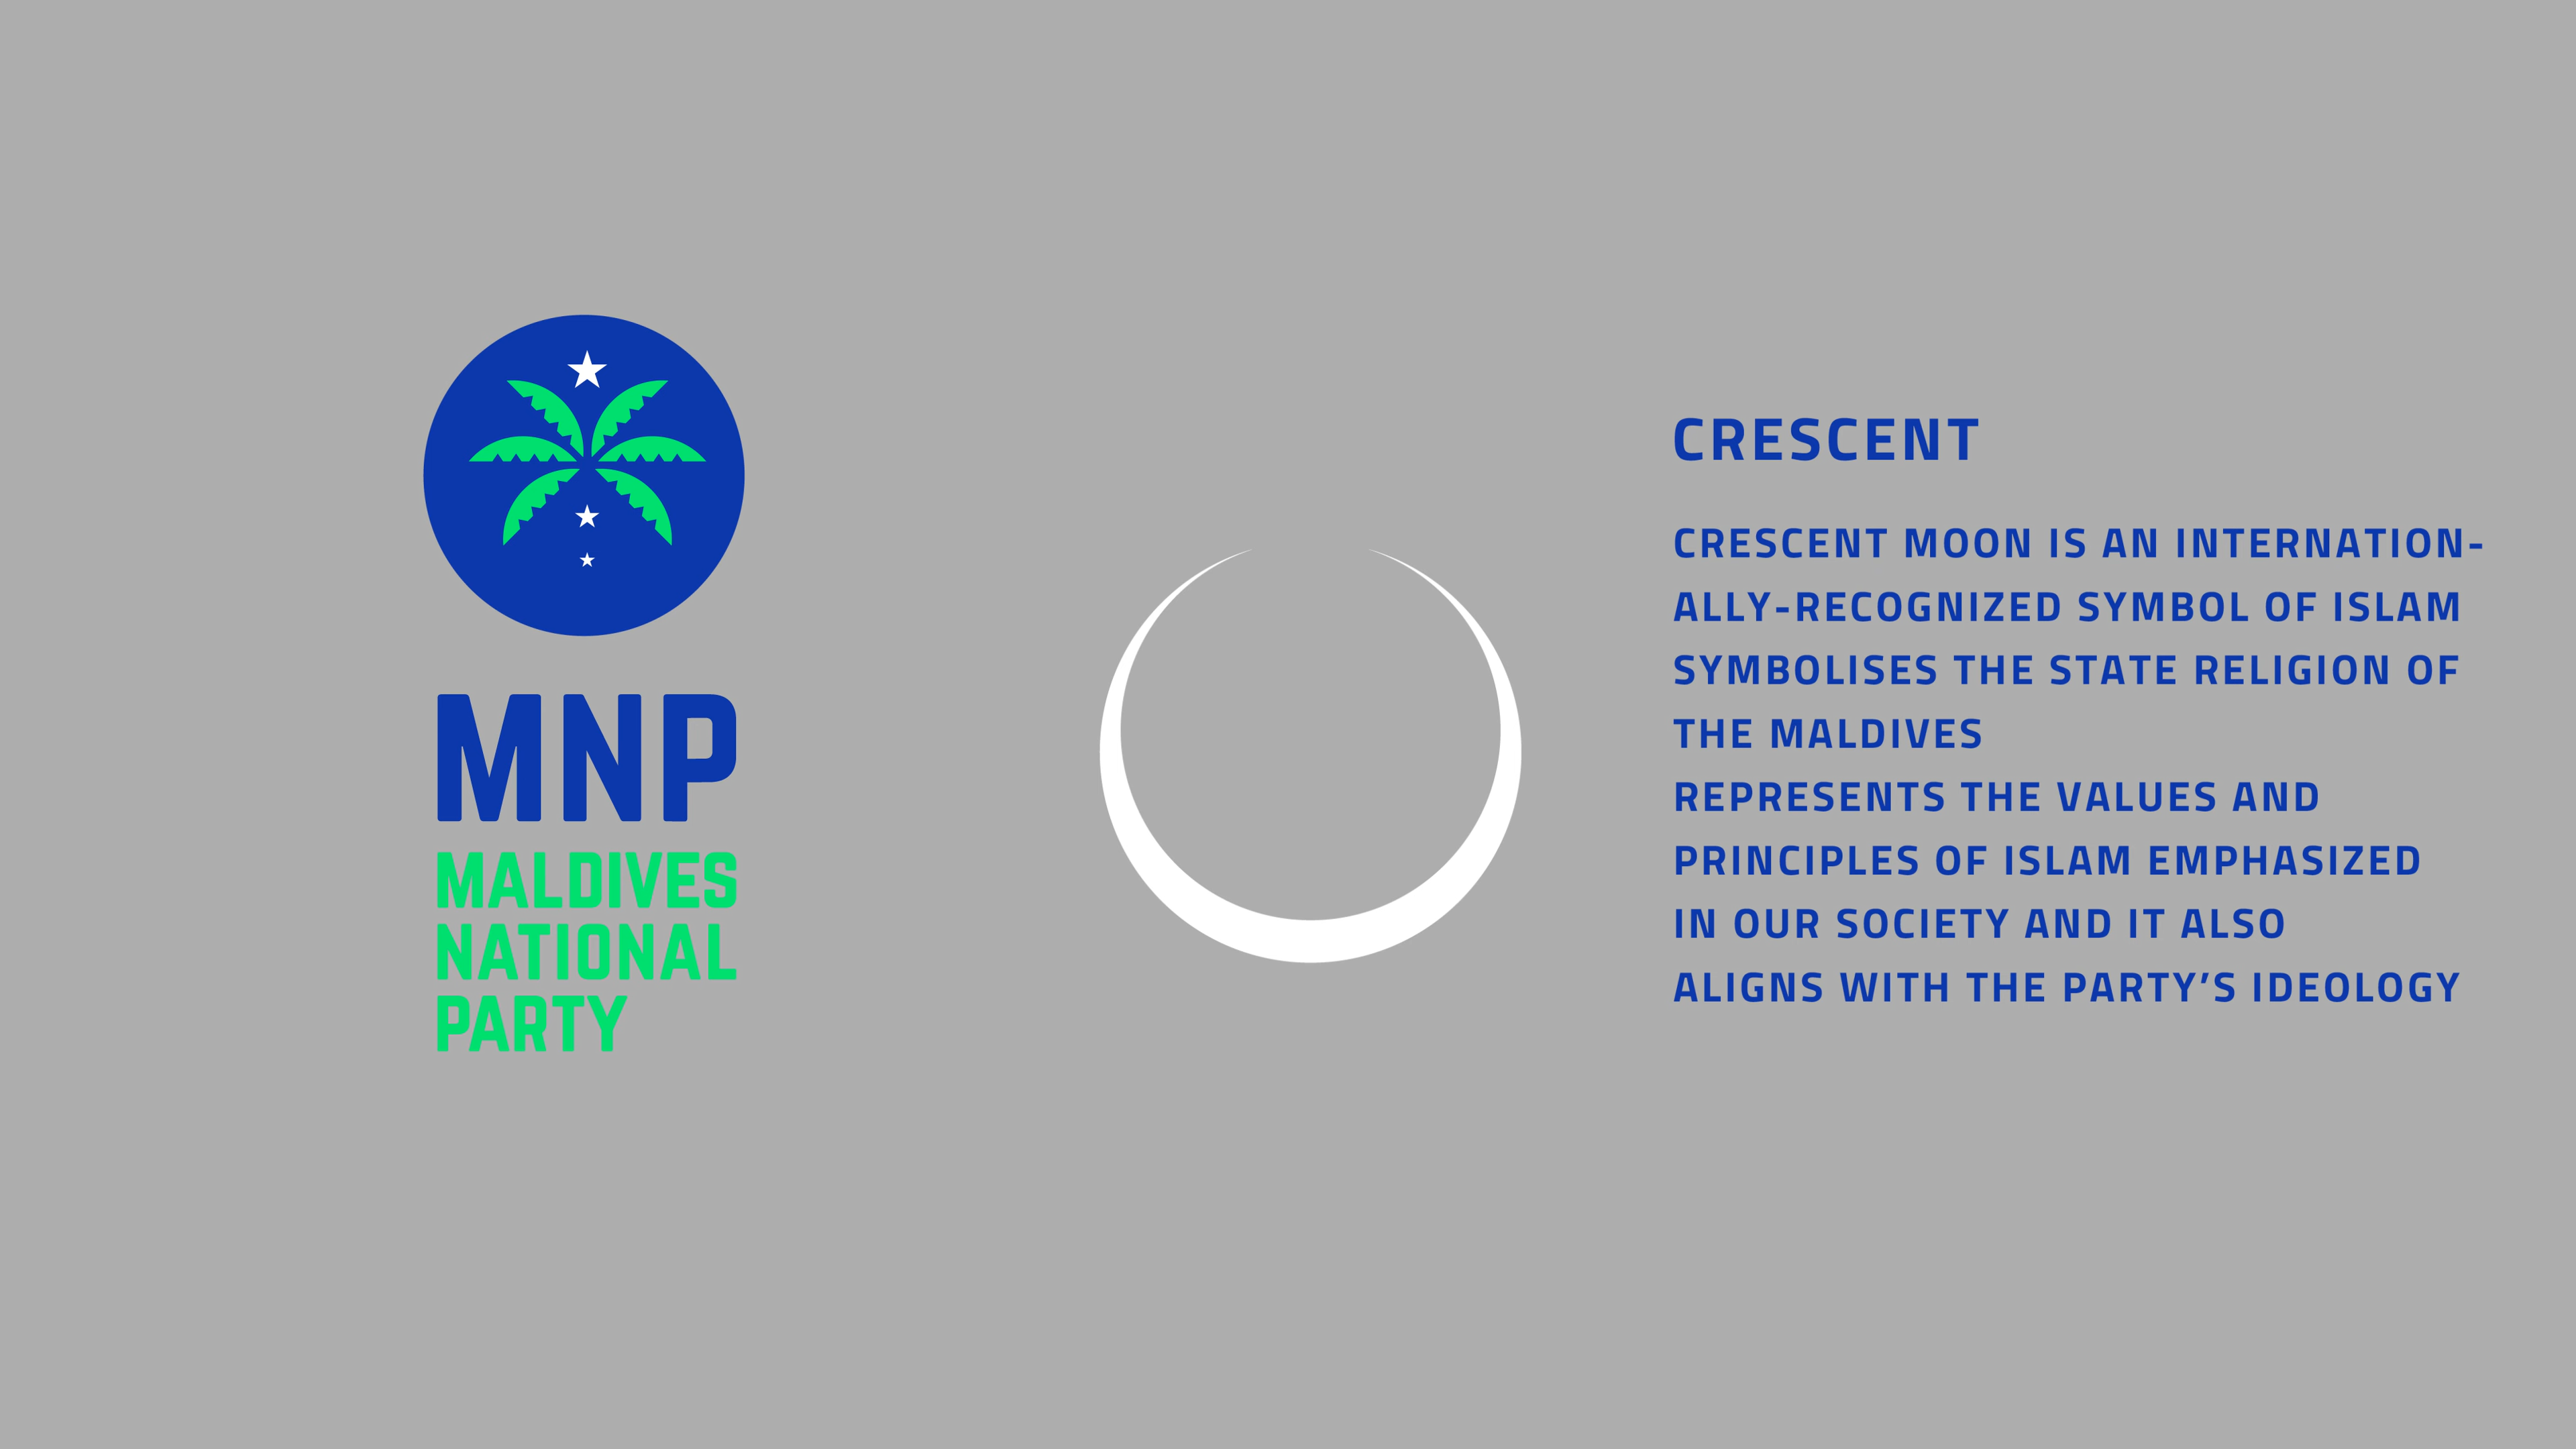 MNP
MALDIVES
NATIONAL
PARTY
CRESCENT
CRESCENT MOON IS AN INTERNATION-
ALLY-RECOGNIZED SYMBOL OF ISLAM
SYMBOLISES THE STATE RELIGION OF
THE MALDIVES
REPRESENTS THE VALUES AND
PRINCIPLES OF ISLAM EMPHASIZED
IN OUR SOCIETY AND IT ALSO
ALIGNS WITH THE PARTY’S IDEOLOGY